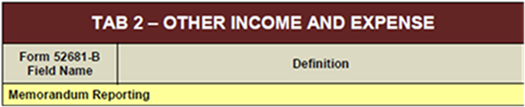 TAB 2 – OTHER INCOME AND EXPENSE
Form 52681-B
Field Name
Definition
Memorandum Reporting